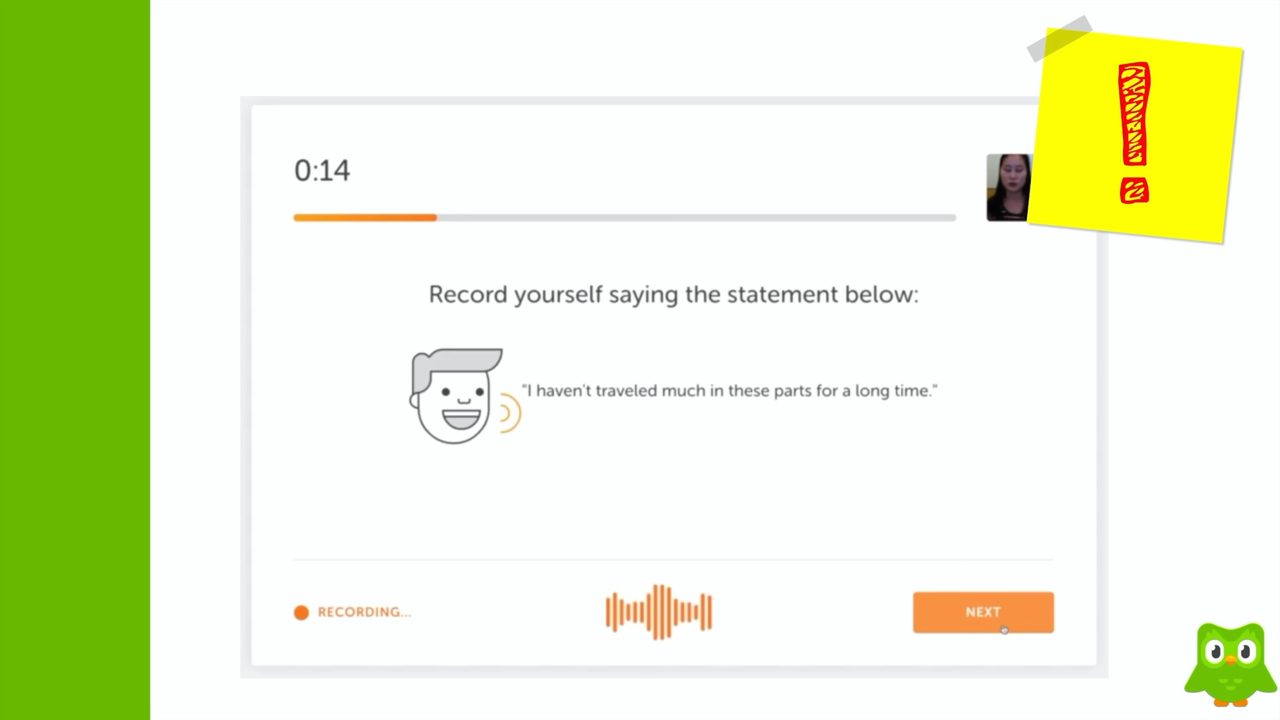 0:14
!
Record yourself saying the statement below:
"I haven't traveled much in these parts for a long time."
RECORDING...
NEXT